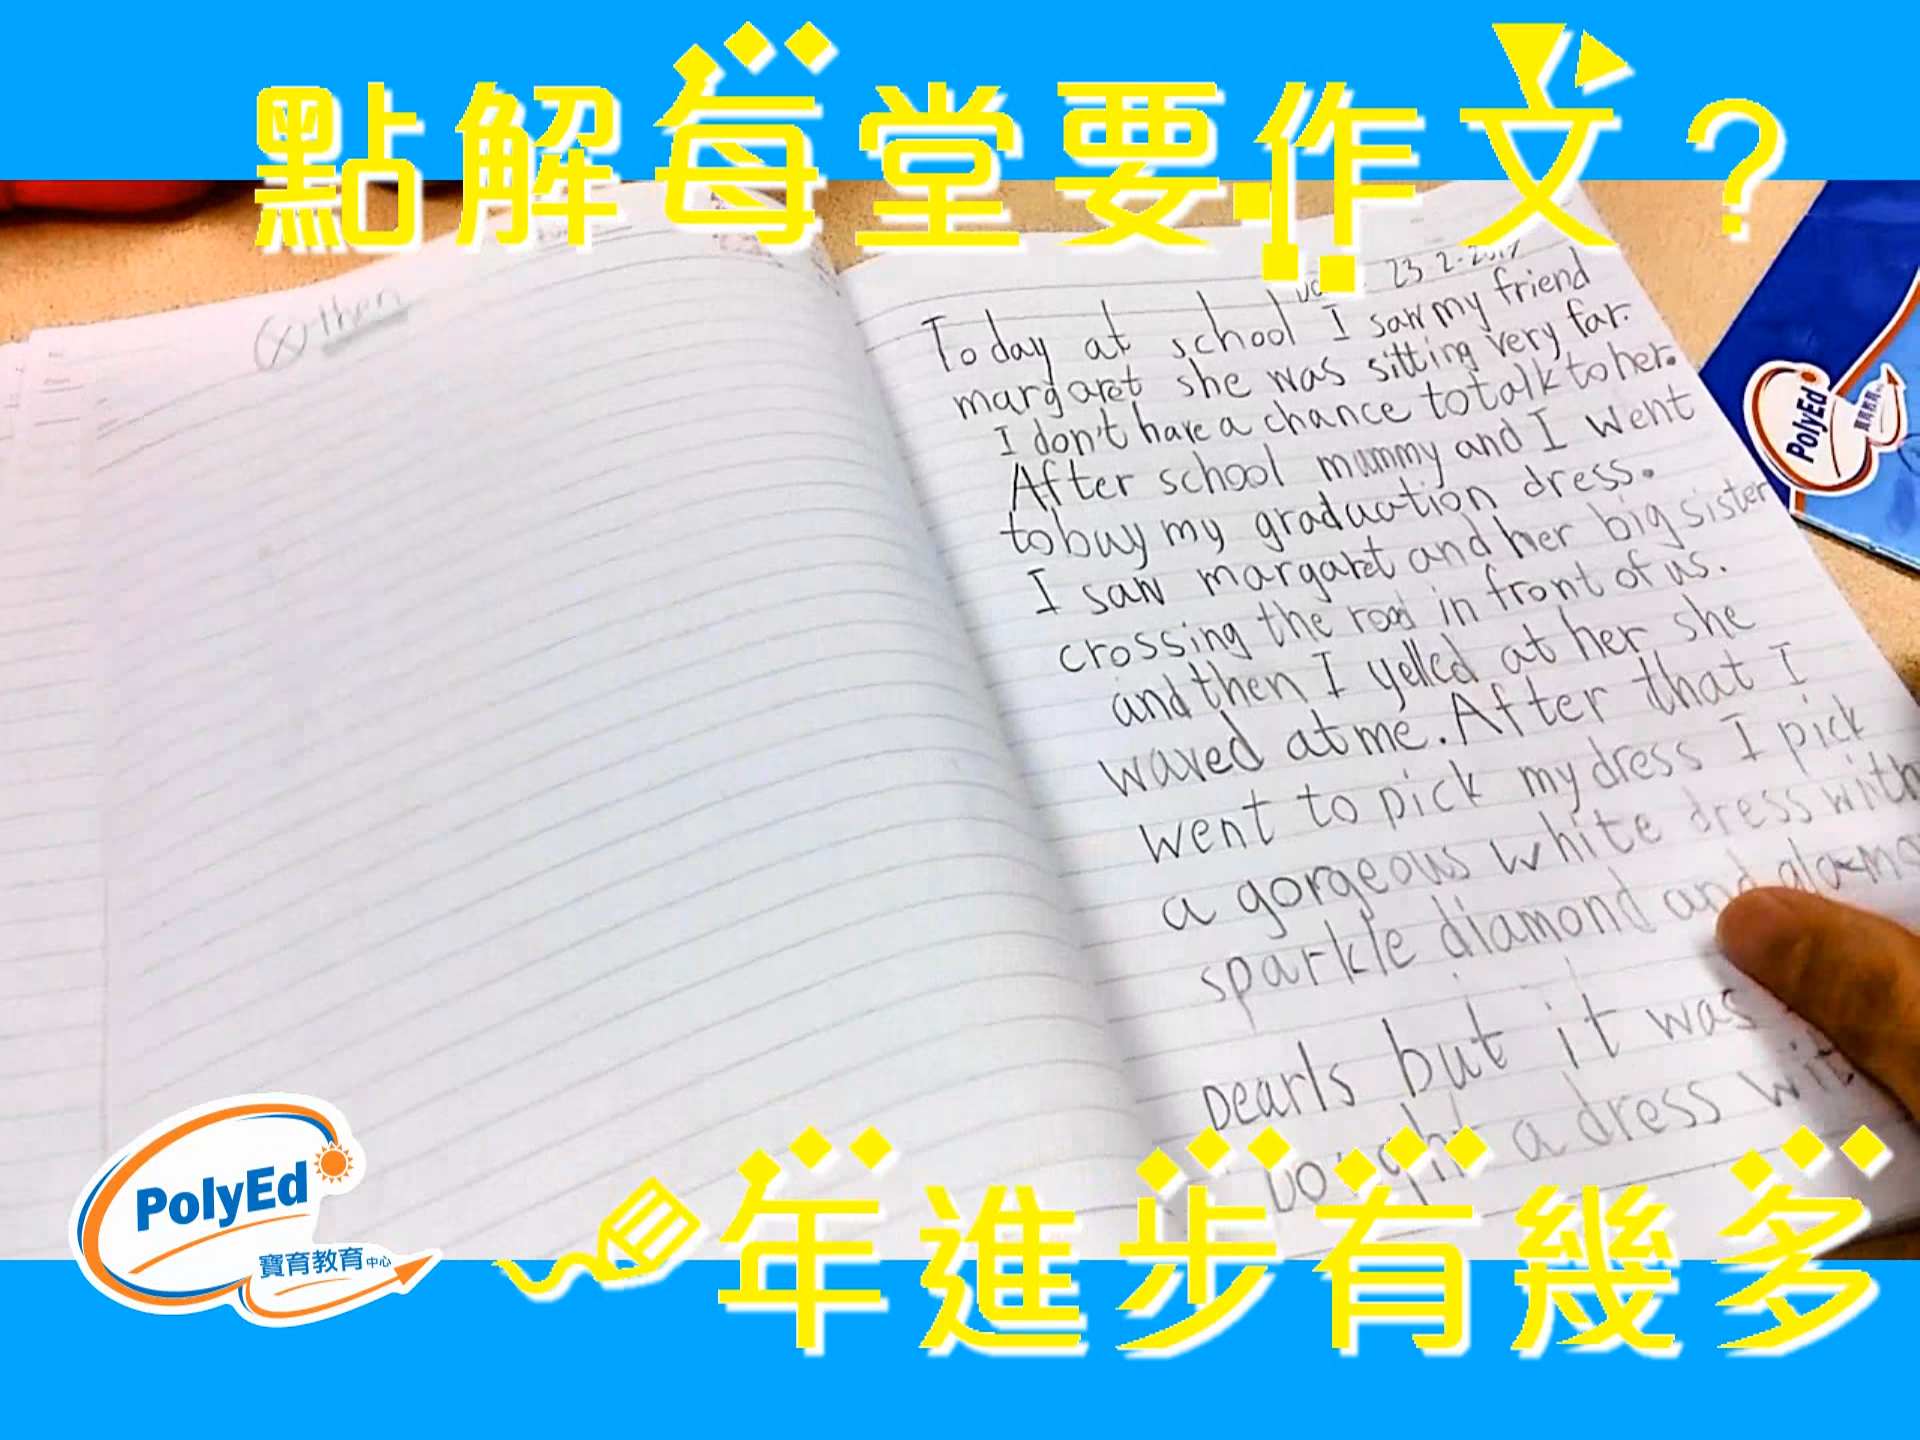 點解每堂要作文?
(x) then
23-2-2017
Today at school I saw my friend
margaret she was sitting very far.
I don't have a chance to talk to her.
After school mummy and I went
to buy my graduation dress.
I saw margaret and her big sister
crossing the road in front of us.
and then I yelled at her she
waved at me. After that I
went to pick my dress I pick
a gorgeous white dress with
sparkle diamond and
pearls but it was
bought a dress wit
PolyEd
PolyEd
寶育教育中心
一年進步有幾多